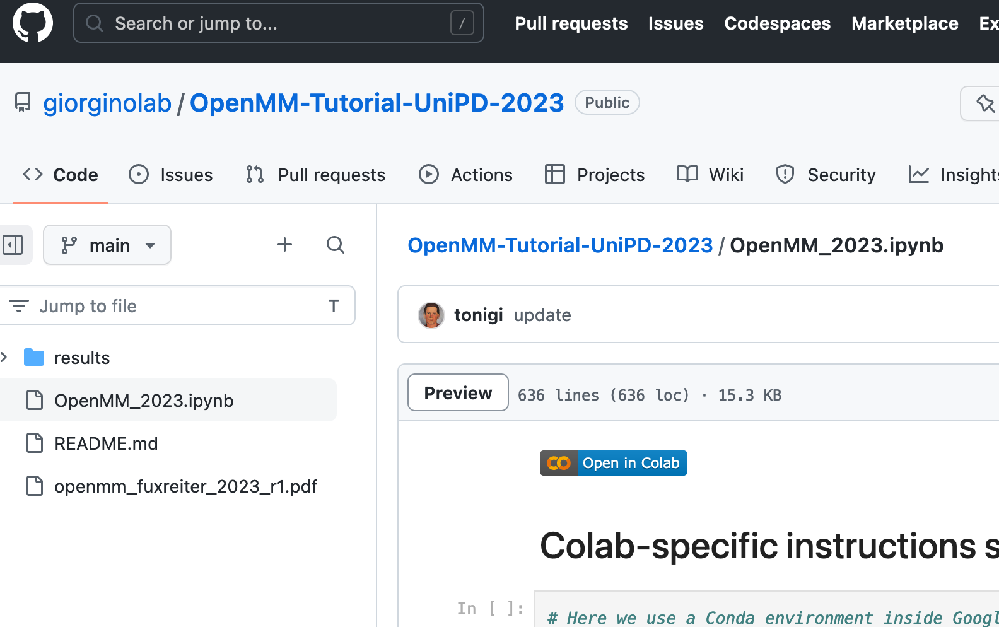 Search or jump to... /
Pull requests Issues Codespaces Marketplace Ex
giorginolab / OpenMM-Tutorial-UniPD-2023 Public
Code Issues Pull requests Actions Projects Wiki Security Insights
main
Jump to file T
results
OpenMM_2023.ipynb
README.md
openmm_fuxreiter_2023_r1.pdf
OpenMM-Tutorial-UniPD-2023 / OpenMM_2023.ipynb
tonigi update
Preview 636 lines (636 loc) · 15.3 KB
Open in Colab
Colab-specific instructions s
In [ ]:
# Here we use a Conda environment inside Googl